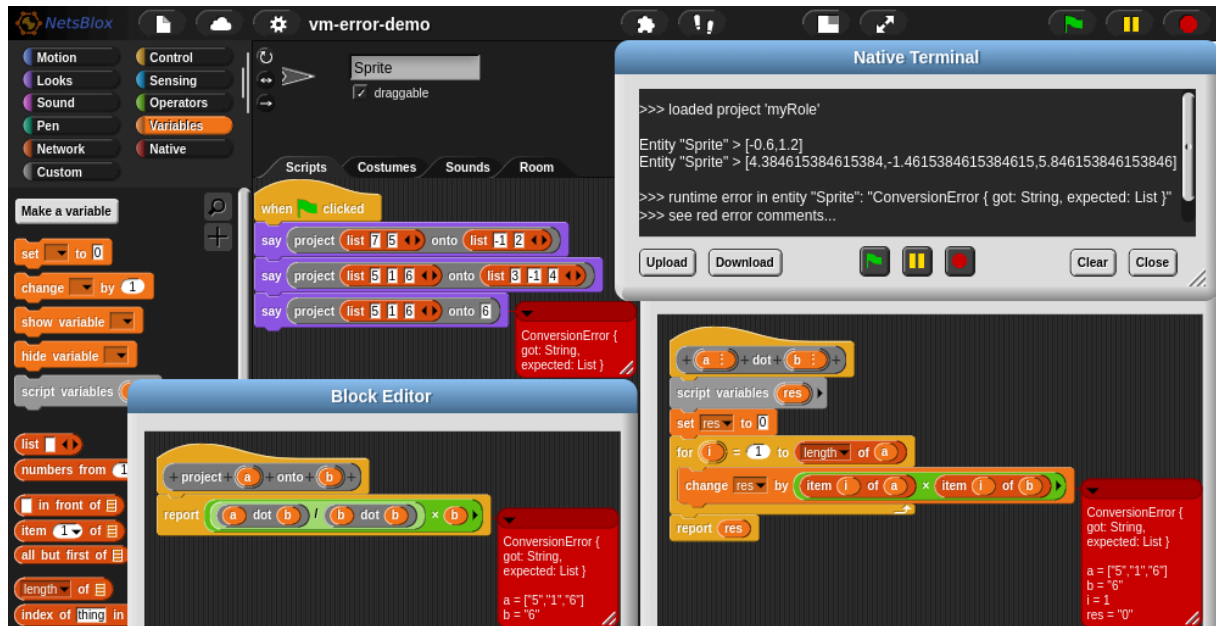 NetsBlox
vm-error-demo
Motion
Control
Looks
Sensing
Sound
Operators
Pen
Variables
Network
Native
Custom
Make a variable
set to 0
change by 1
show variable
hide variable
script variables
list
numbers from 1
in front of
item 1 of
all but first of
length of
index of thing in
Sprite
draggable
Scripts Costumes Sounds Room
when clicked
say project list 7 5 onto list -1 2
say project list 5 1 6 onto list 3 -1 4
say project list 5 1 6 onto 6
ConversionError {
got: String,
expected: List }
Native Terminal
>>> loaded project 'myRole'
Entity "Sprite" > [-0.6,1.2]
Entity "Sprite" > [4.384615384615384,-1.4615384615384615,5.846153846153846]
>>> runtime error in entity "Sprite": "ConversionError { got: String, expected: List }"
>>> see red error comments...
Upload Download Clear Close
Block Editor
+ project + a + onto + b +
report a dot b / b dot b × b
ConversionError {
got: String,
expected: List }
a = ["5","1","6"]
b = "6"
+ a ⋮ + dot + b ⋮ +
script variables res
set res to 0
for i = 1 to length of a
change res by item i of a × item i of b
report res
ConversionError {
got: String,
expected: List }
a = ["5","1","6"]
b = "6"
i = 1
res = "0"